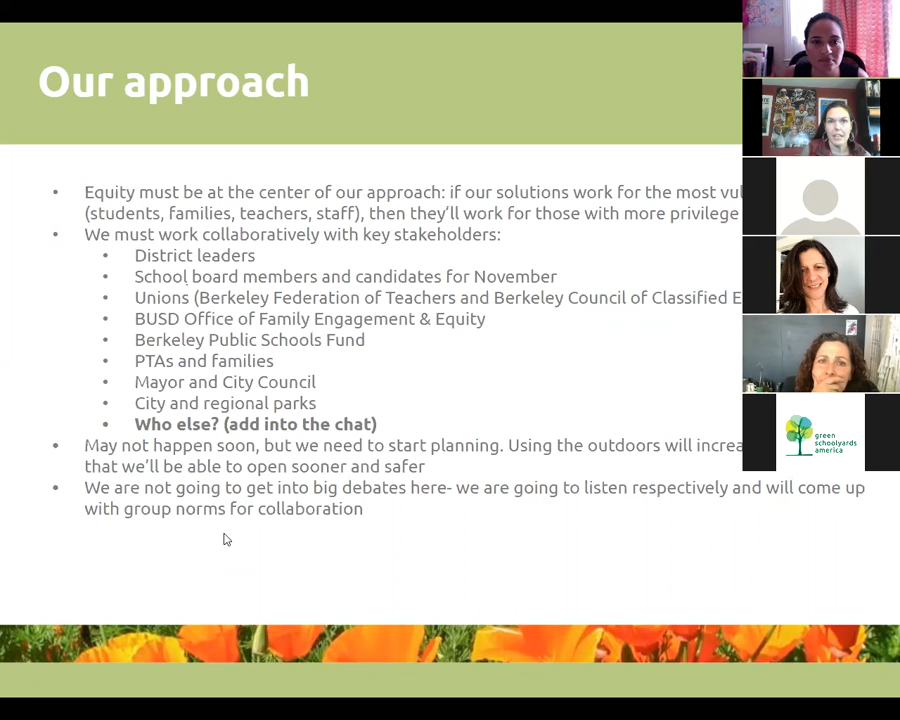 Our approach
• Equity must be at the center of our approach: if our solutions work for the most
(students, families, teachers, staff), then they'll work for those with more privilege
• We must work collaboratively with key stakeholders:
• District leaders
• School board members and candidates for November
• Unions (Berkeley Federation of Teachers and Berkeley Council of Classified
• BUSD Office of Family Engagement & Equity
• Berkeley Public Schools Fund
• PTAs and families
• Mayor and City Council
• City and regional parks
• Who else? (add into the chat)
• May not happen soon, but we need to start planning. Using the outdoors will
that we'll be able to open sooner and safer
• We are not going to get into big debates here- we are going to listen respectively and will come up
with group norms for collaboration
green
schoolyards
america